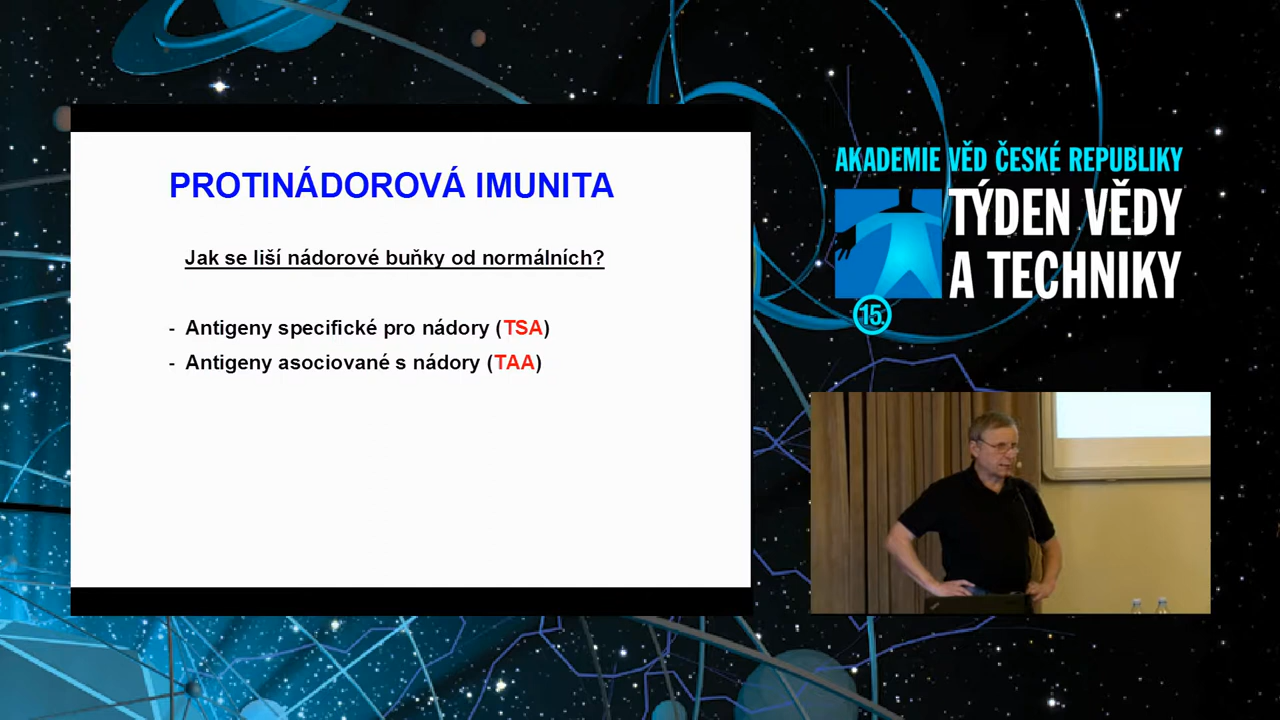 PROTINÁDOROVÁ IMUNITA
Jak se liší nádorové buňky od normálních?
- Antigeny specifické pro nádory (TSA)
- Antigeny asociované s nádory (TAA)
AKADEMIE VĚD ČESKÉ REPUBLIKY
TÝDEN VĚDY
A TECHNIKY
15.